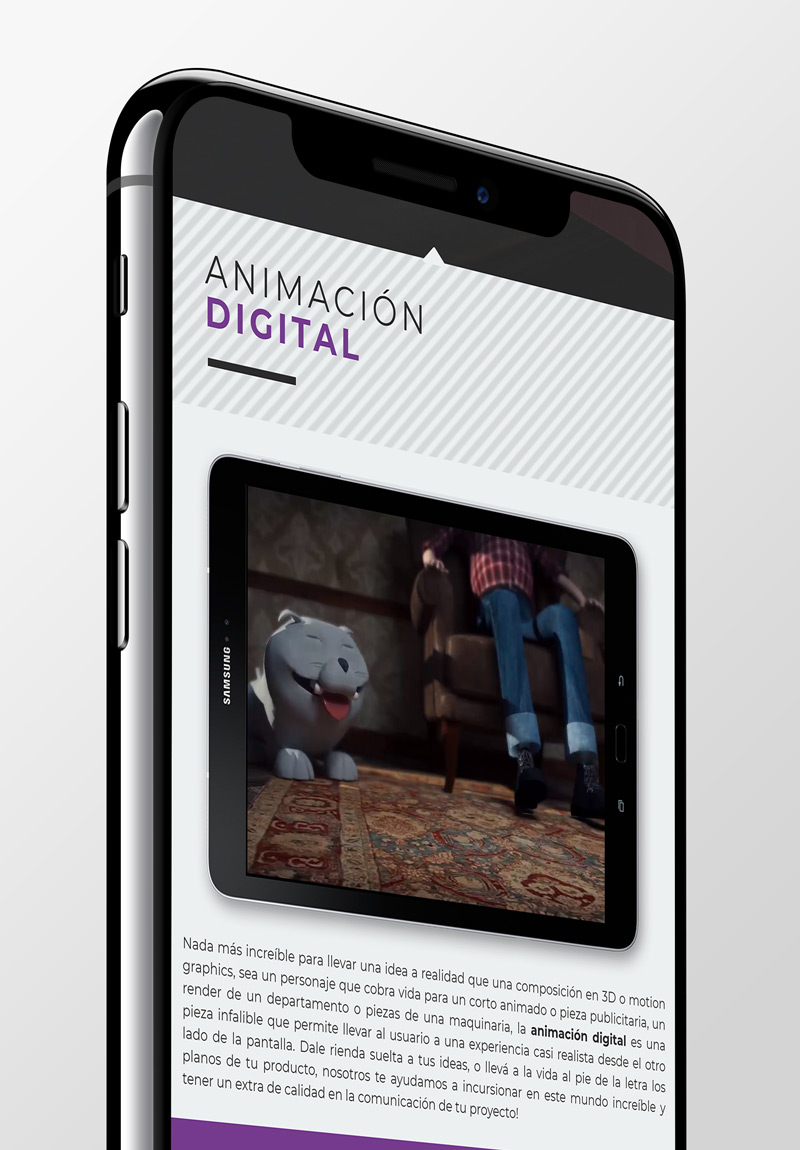 ANIMACIÓN
DIGITAL
SAMSUNG
Nada más increíble para llevar una idea a realidad que una composición en 3D o motion
graphics, sea un personaje que cobra vida para un corto animado o pieza publicitaria, un
render de un departamento o piezas de una maquinaria, la animación digital es una
pieza infalible que permite llevar al usuario a una experiencia casi realista desde el otro
lado de la pantalla. Dale rienda suelta a tus ideas, o llevá a la vida al pie de la letra los
planos de tu producto, nosotros te ayudamos a incursionar en este mundo increíble y
tener un extra de calidad en la comunicación de tu proyecto!